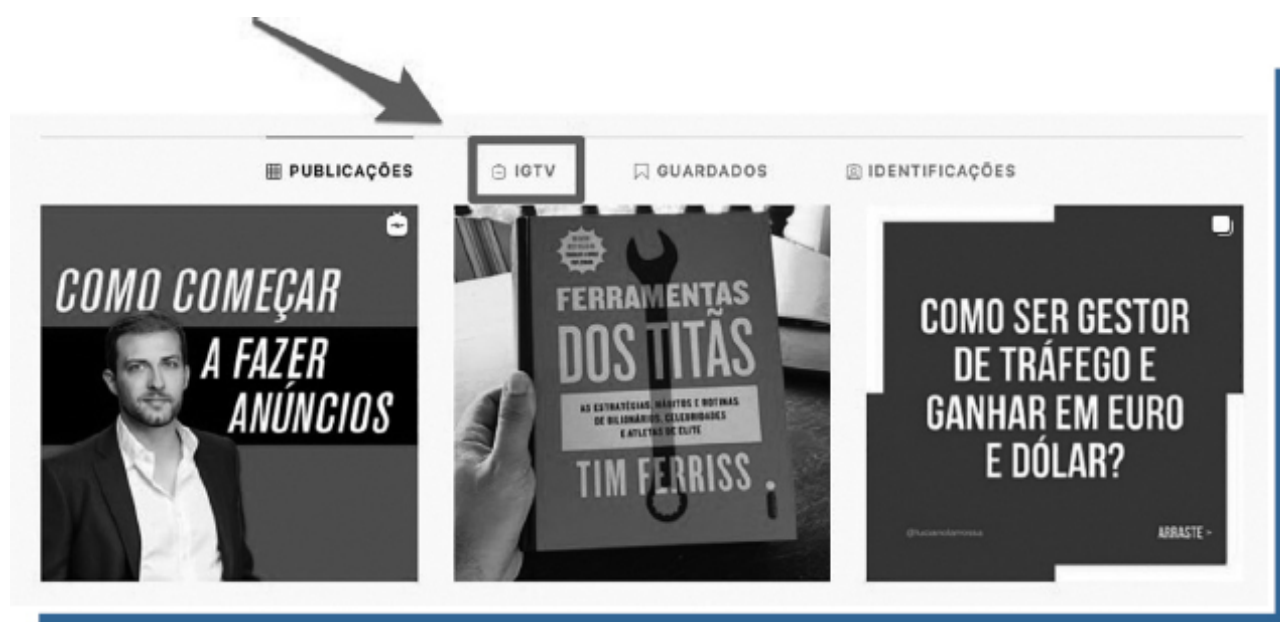 PUBLICAÇÕES
IGTV
GUARDADOS
IDENTIFICAÇÕES
COMO COMEÇAR
A FAZER
ANÚNCIOS
FERRAMENTAS
DOS TITÃS
AS ESTRATÉGIAS, HÁBITOS E ROTINAS
DE BILIONÁRIOS, CELEBRIDADES
E ATLETAS DE ELITE
TIM FERRISS
COMO SER GESTOR
DE TRÁFEGO E
GANHAR EM EURO
E DÓLAR?
@lucianolarrossa
ARRASTE >